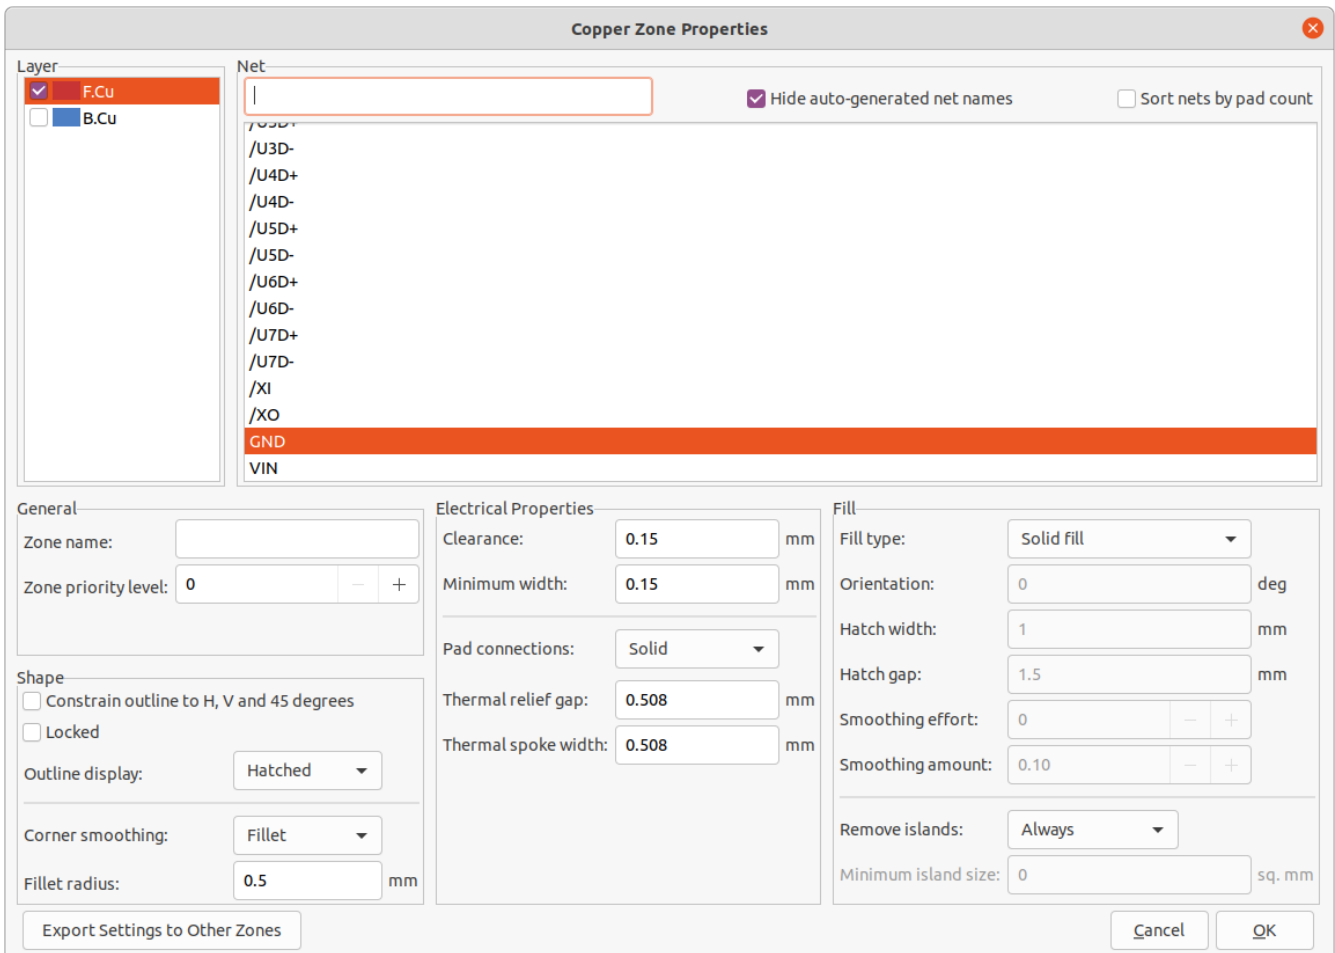 Copper Zone Properties
Layer
F.Cu
B.Cu
Net
Hide auto-generated net names
Sort nets by pad count
/U3D+
/U3D-
/U4D+
/U4D-
/U5D+
/U5D-
/U6D+
/U6D-
/U7D+
/U7D-
/XI
/XO
GND
VIN
General
Zone name:
Zone priority level: 0
Shape
Constrain outline to H, V and 45 degrees
Locked
Outline display: Hatched
Corner smoothing: Fillet
Fillet radius: 0.5 mm
Electrical Properties
Clearance: 0.15 mm
Minimum width: 0.15 mm
Pad connections: Solid
Thermal relief gap: 0.508 mm
Thermal spoke width: 0.508 mm
Fill
Fill type: Solid fill
Orientation: 0 deg
Hatch width: 1 mm
Hatch gap: 1.5 mm
Smoothing effort: 0
Smoothing amount: 0.10
Remove islands: Always
Minimum island size: 0 sq. mm
Export Settings to Other Zones
Cancel
OK